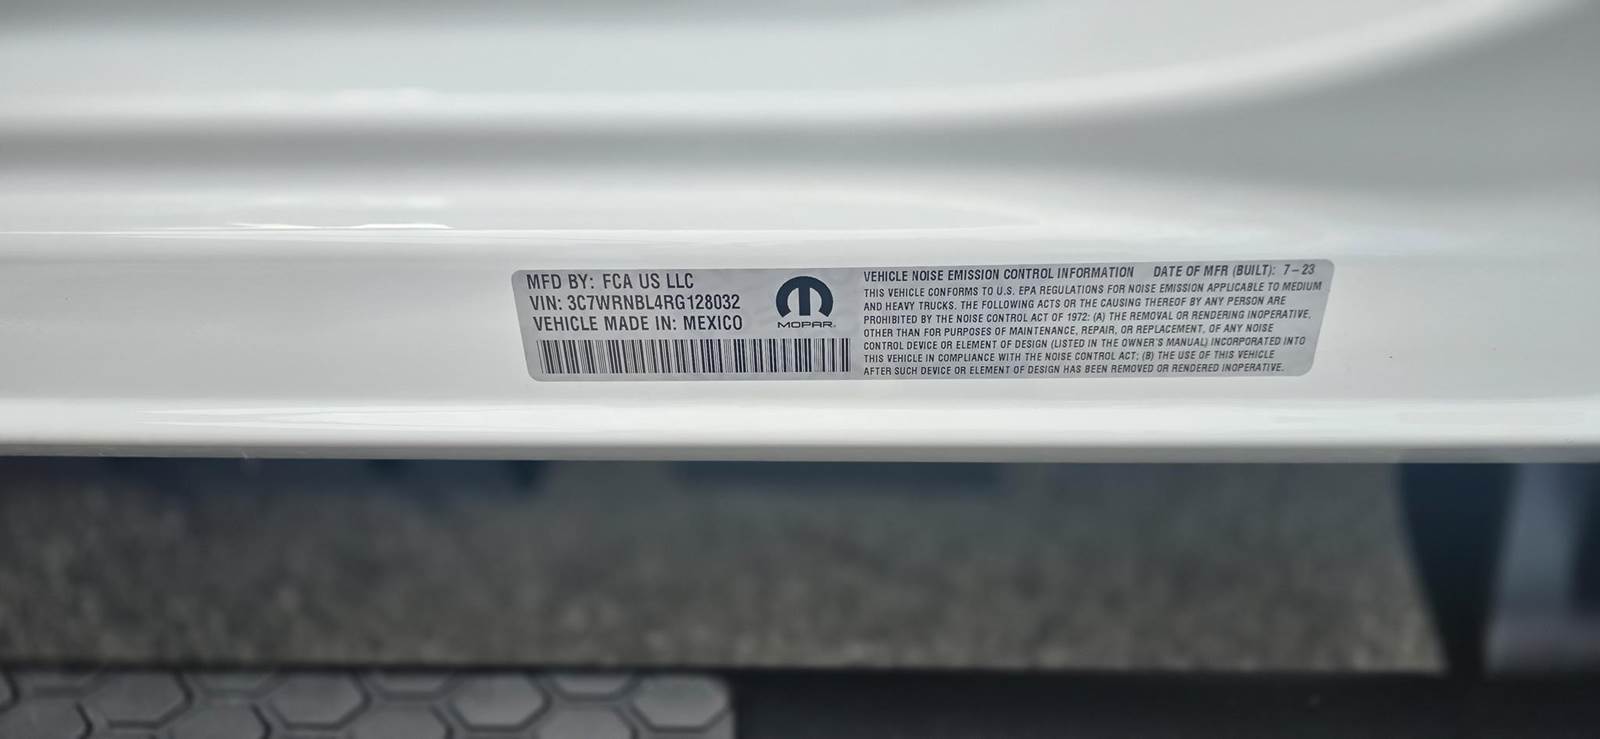 MFD BY: FCA US LLC
VIN: 3C7WRNBL4RG128032
VEHICLE MADE IN: MEXICO
MOPAR®
VEHICLE NOISE EMISSION CONTROL INFORMATION DATE OF MFR (BUILT): 7-23
THIS VEHICLE CONFORMS TO U.S. EPA REGULATIONS FOR NOISE EMISSION APPLICABLE TO MEDIUM
AND HEAVY TRUCKS. THE FOLLOWING ACTS OR THE CAUSING THEREOF BY ANY PERSON ARE
PROHIBITED BY THE NOISE CONTROL ACT OF 1972: (A) THE REMOVAL OR RENDERING INOPERATIVE,
OTHER THAN FOR PURPOSES OF MAINTENANCE, REPAIR, OR REPLACEMENT, OF ANY NOISE
CONTROL DEVICE OR ELEMENT OF DESIGN (LISTED IN THE OWNER'S MANUAL) INCORPORATED INTO
THIS VEHICLE IN COMPLIANCE WITH THE NOISE CONTROL ACT; (B) THE USE OF THIS VEHICLE
AFTER SUCH DEVICE OR ELEMENT OF DESIGN HAS BEEN REMOVED OR RENDERED INOPERATIVE.